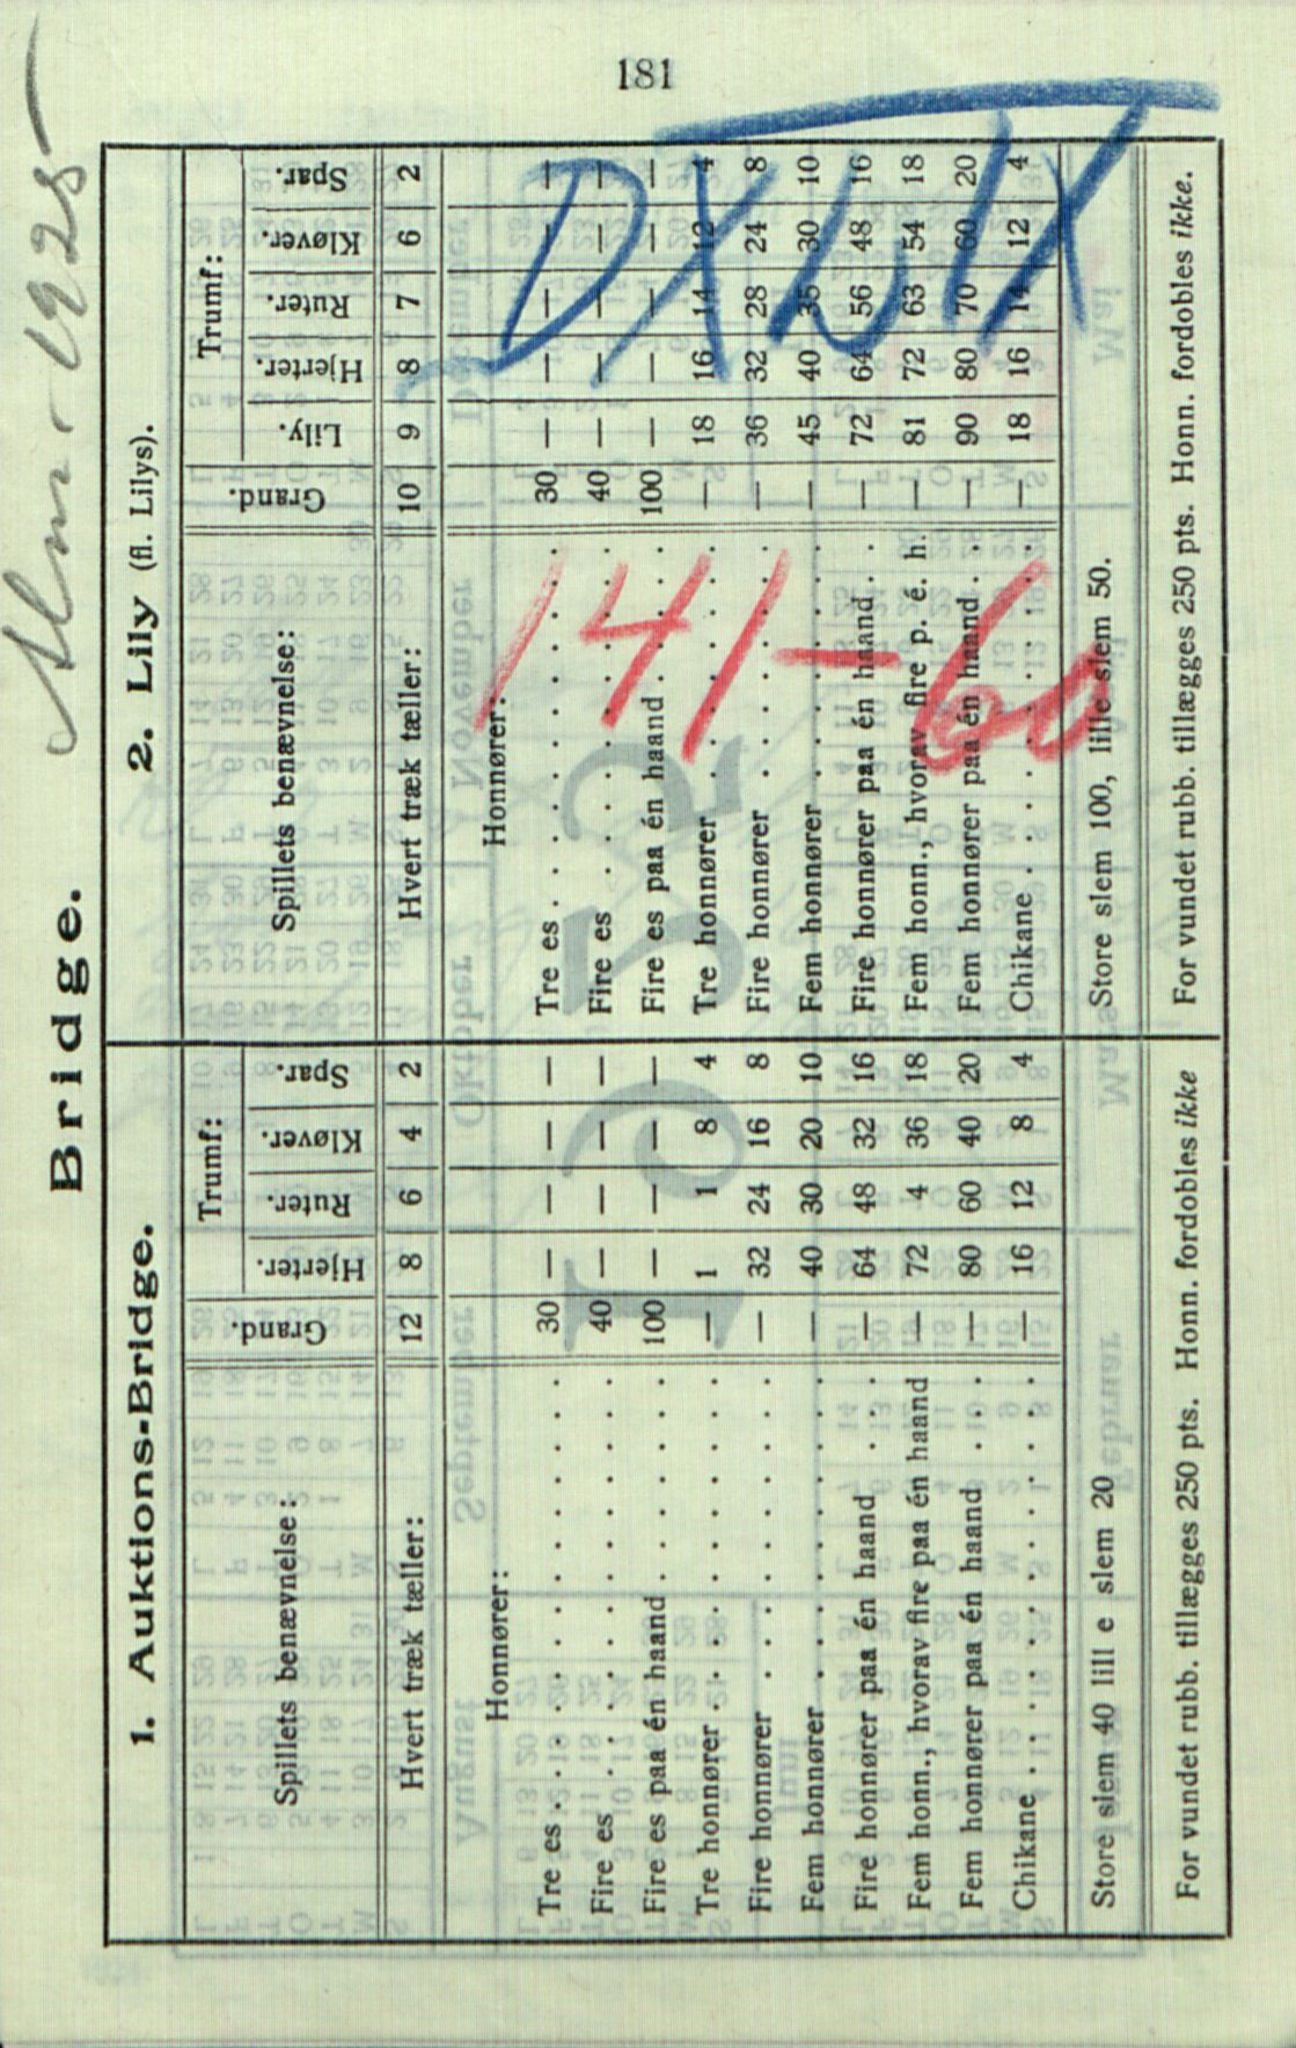 181
Bridge.
1. Auktions-Bridge.
Spillets benævnelse: Grand. Trumf: Hjerter. Ruter. Kløver. Spar.
Hvert træk tæller: 12 8 6 4 2
Honnører:
Tre es . . . . . . . . 30 — — — —
Fire es . . . . . . . . 40 — — — —
Fire es paa én haand . . . . 100 — — — —
Tre honnører . . . . . . — 1 1 8 4
Fire honnører . . . . . . — 32 24 16 8
Fem honnører . . . . . . — 40 30 20 10
Fire honnører paa én haand . . . — 64 48 32 16
Fem honn., hvorav fire paa én haand — 72 4 36 18
Fem honnører paa én haand . . . — 80 60 40 20
Chikane . . . . . . . . — 16 12 8 4
Store slem 40 lill e slem 20
For vundet rubb. tillægges 250 pts. Honn. fordobles ikke
2. Lily (fl. Lilys).
Spillets benævnelse: Grand. Trumf: Lily. Hjerter. Ruter. Kløver. Spar.
Hvert træk tæller: 10 9 8 7 6 2
Honnører:
Tre es . . . . . . . . 30 — — — — —
Fire es . . . . . . . . 40 — — — — —
Fire es paa én haand . . . . 100 — — — — —
Tre honnører . . . . . . — 18 16 14 12 4
Fire honnører . . . . . . — 36 32 28 24 8
Fem honnører . . . . . . — 45 40 35 30 10
Fire honnører paa én haand . . — 72 64 56 48 16
Fem honn., hvorav fire p. é. h. — 81 72 63 54 18
Fem honnører paa én haand . . — 90 80 70 60 20
Chikane . . . . . . . . — 18 16 14 12 4
Store slem 100, lille slem 50.
For vundet rubb. tillægges 250 pts. Honn. fordobles ikke.
141-60